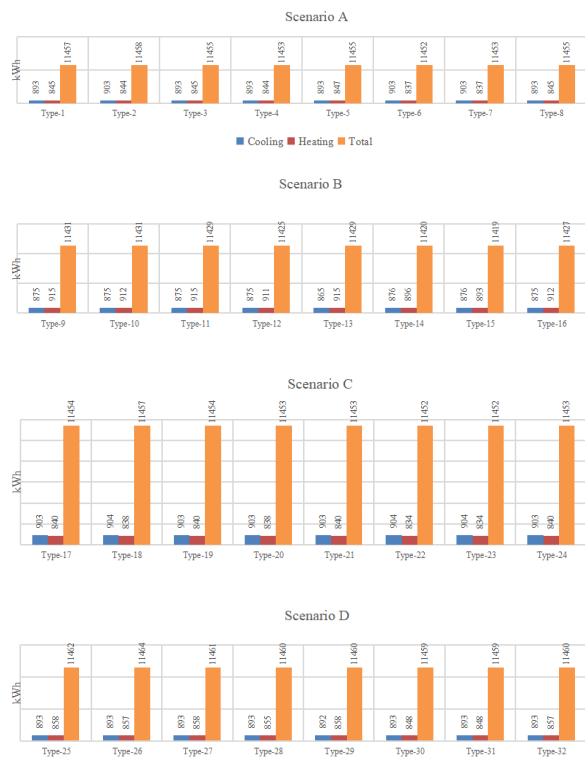 Scenario A
kWh
893 845 11457 903 844 11458 893 845 11455 893 844 11453 893 847 11455 903 837 11452 903 837 11453 893 845 11455
Type-1 Type-2 Type-3 Type-4 Type-5 Type-6 Type-7 Type-8
Cooling Heating Total
Scenario B
kWh
875 915 11431 875 912 11431 875 915 11429 875 911 11425 865 915 11429 876 896 11420 876 893 11419 875 912 11427
Type-9 Type-10 Type-11 Type-12 Type-13 Type-14 Type-15 Type-16
Scenario C
kWh
903 840 11454 904 838 11457 903 840 11454 903 838 11453 903 840 11453 904 834 11452 904 834 11452 903 840 11453
Type-17 Type-18 Type-19 Type-20 Type-21 Type-22 Type-23 Type-24
Scenario D
kWh
893 858 11462 893 857 11464 893 858 11461 893 855 11460 892 858 11460 893 848 11459 893 848 11459 893 857 11460
Type-25 Type-26 Type-27 Type-28 Type-29 Type-30 Type-31 Type-32